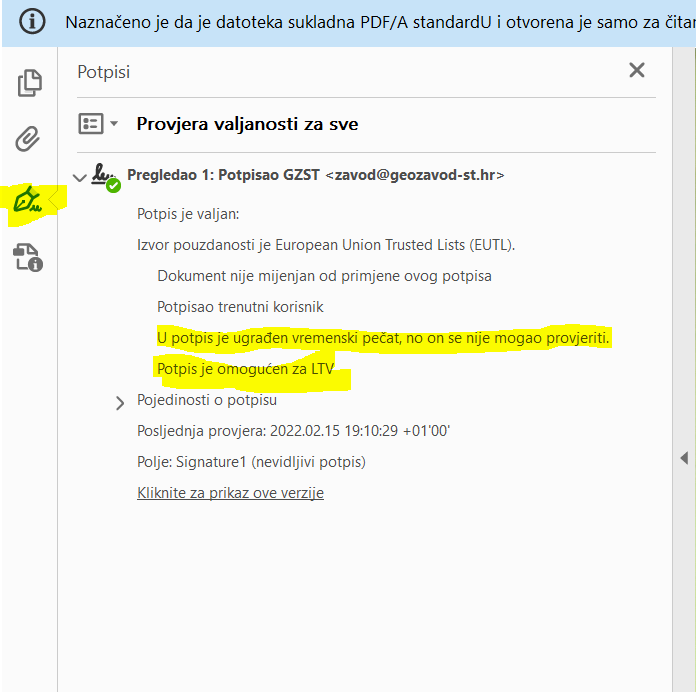 Naznačeno je da je datoteka sukladna PDF/A standardU i otvorena je samo za čitar
Potpisi
Provjera valjanosti za sve
Pregledao 1: Potpisao GZST <zavod@geozavod-st.hr>
Potpis je valjan:
Izvor pouzdanosti je European Union Trusted Lists (EUTL).
Dokument nije mijenjan od primjene ovog potpisa
Potpisao trenutni korisnik
U potpis je ugrađen vremenski pečat, no on se nije mogao provjeriti.
Potpis je omogućen za LTV
Pojedinosti o potpisu
Posljednja provjera: 2022.02.15 19:10:29 +01'00'
Polje: Signature1 (nevidljivi potpis)
Kliknite za prikaz ove verzije